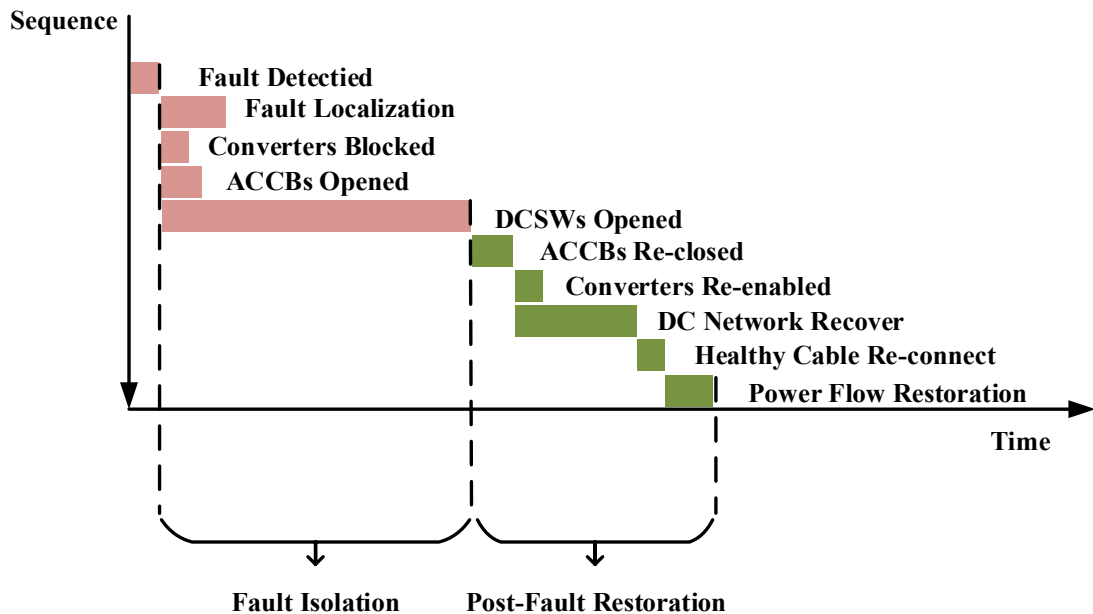 Sequence
Fault Detectied
Fault Localization
Converters Blocked
ACCBs Opened
DCSWs Opened
ACCBs Re-closed
Converters Re-enabled
DC Network Recover
Healthy Cable Re-connect
Power Flow Restoration
Time
Fault Isolation
Post-Fault Restoration